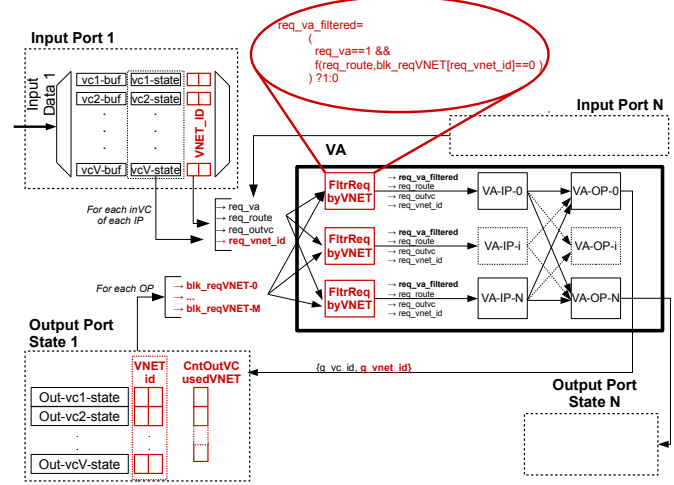 req_va_filtered=
(
req_va==1 &&
f(req_route,blk_reqVNET[req_vnet_id]==0 )
) ?1:0
Input Port 1
Input
Data 1
vc1-buf
vc1-state
vc2-buf
vc2-state
.
.
.
.
.
.
vcV-buf
vcV-state
VNET_ID
Input Port N
VA
For each inVC
of each IP
→ req_va
→ req_route
→ req_outvc
→ req_vnet_id
FltrReq
byVNET
→ req_va_filtered
→ req_route
→ req_outvc
→ req_vnet_id
VA-IP-0
VA-OP-0
FltrReq
byVNET
→ req_va_filtered
→ req_route
→ req_outvc
→ req_vnet_id
VA-IP-i
VA-OP-i
FltrReq
byVNET
→ req_va_filtered
→ req_route
→ req_outvc
→ req_vnet_id
VA-IP-N
VA-OP-N
For each OP
→ blk_reqVNET-0
→ ...
→ blk_reqVNET-M
Output Port
State 1
VNET
id
CntOutVC
usedVNET
Out-vc1-state
Out-vc2-state
.
.
.
.
Out-vcV-state
{g_vc_id, g_vnet_id}
Output Port
State N